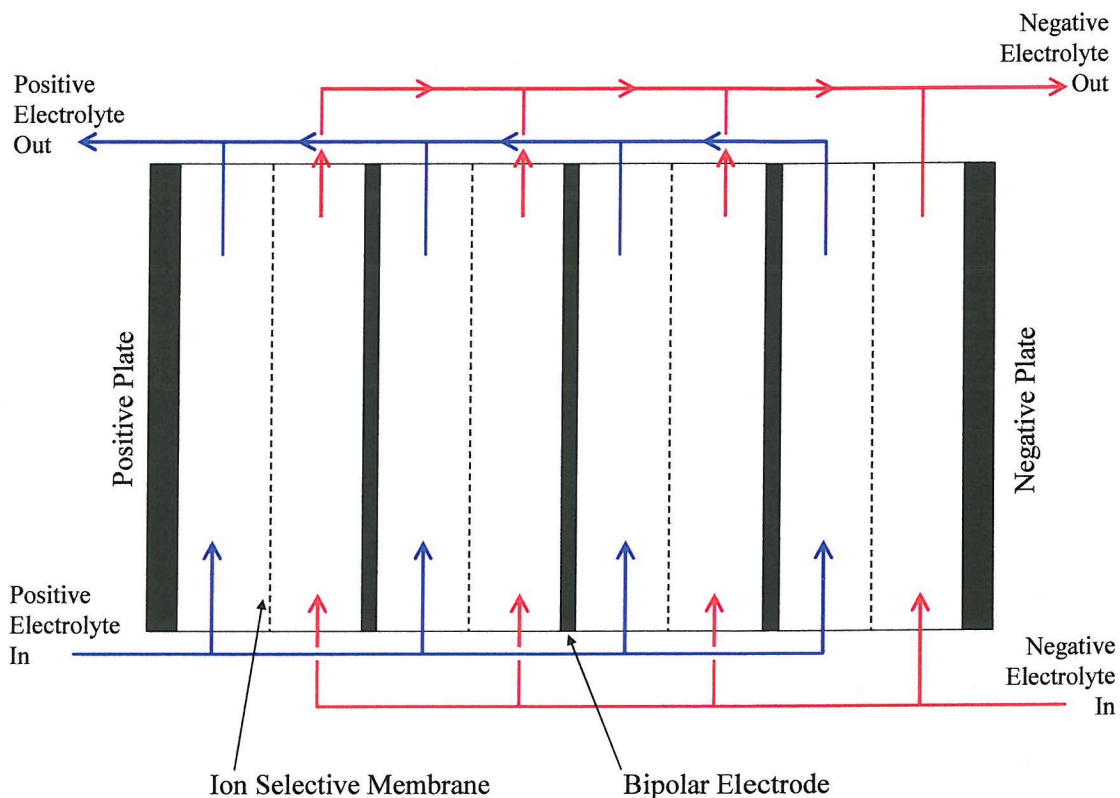 Negative
Electrolyte
Out
Positive
Electrolyte
Out
Positive Plate
Negative Plate
Positive
Electrolyte
In
Negative
Electrolyte
In
Ion Selective Membrane
Bipolar Electrode